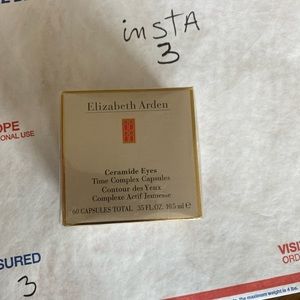 insta
3
OPE
ONAL USE
Elizabeth Arden
Ceramide Eyes
Time Complex Capsules
Contour des Yeux
Complexe Actif Jeunesse
60 CAPSULES TOTAL .35 FL.OZ. 10.5 ml e
SURED
3
VISI
ORD
The maximum weight is 4 lbs.